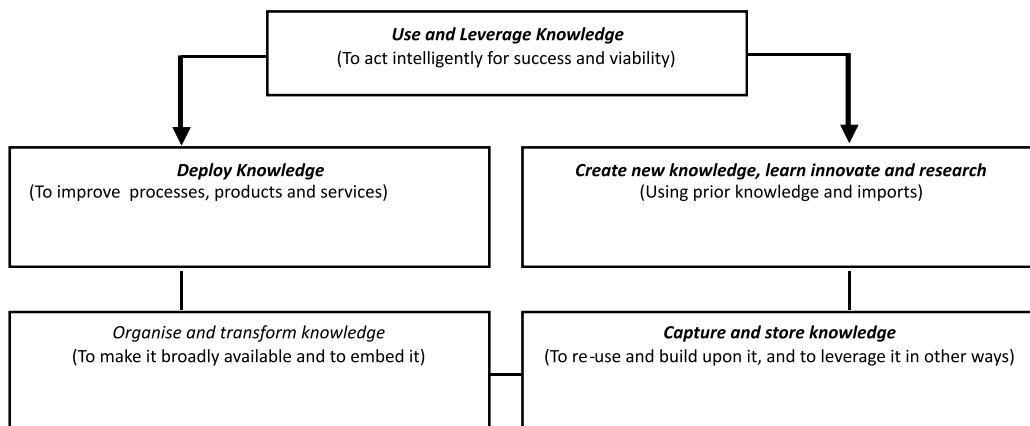 Use and Leverage Knowledge
(To act intelligently for success and viability)
Deploy Knowledge
(To improve processes, products and services)
Create new knowledge, learn innovate and research
(Using prior knowledge and imports)
Organise and transform knowledge
(To make it broadly available and to embed it)
Capture and store knowledge
(To re-use and build upon it, and to leverage it in other ways)